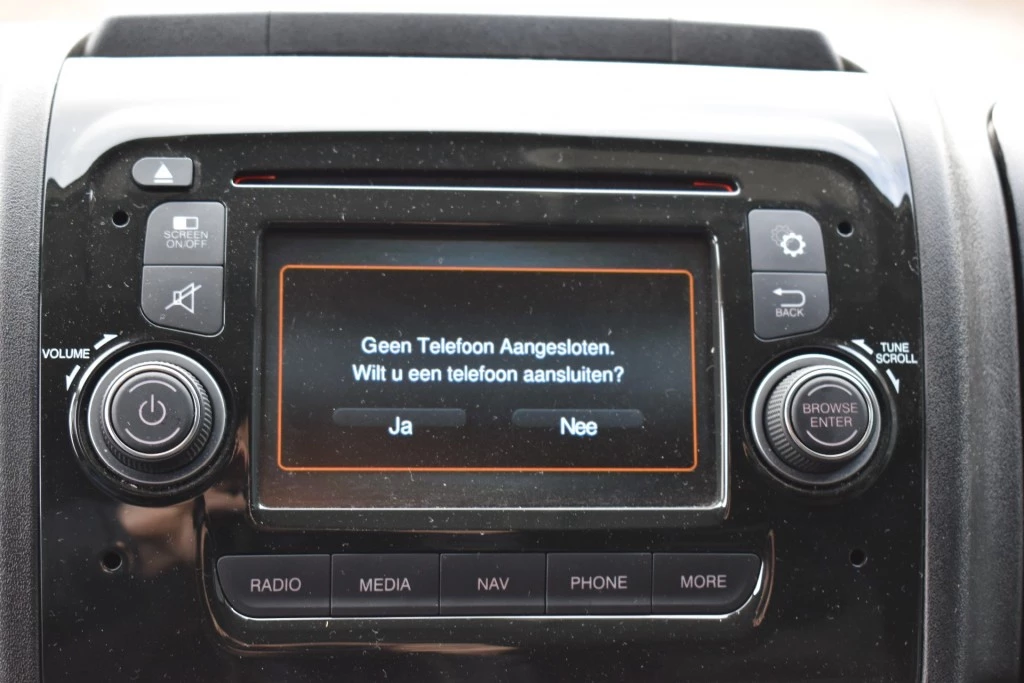 SCREEN
ON/OFF
BACK
VOLUME
TUNE
SCROLL
Geen Telefoon Aangesloten.
Wilt u een telefoon aansluiten?
Ja Nee
BROWSE
ENTER
RADIO MEDIA NAV PHONE MORE